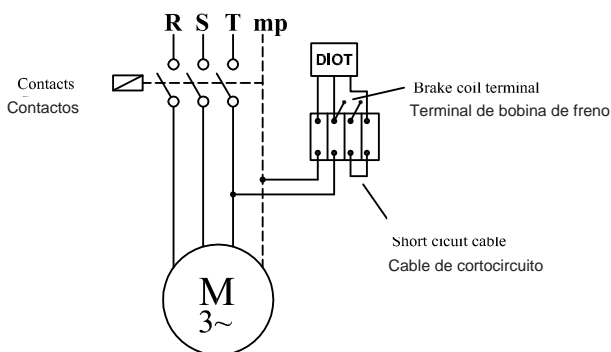 R S T mp
DIOT
Contacts
Contactos
Brake coil terminal
Terminal de bobina de freno
Short cicuit cable
Cable de cortocircuito
M
3~